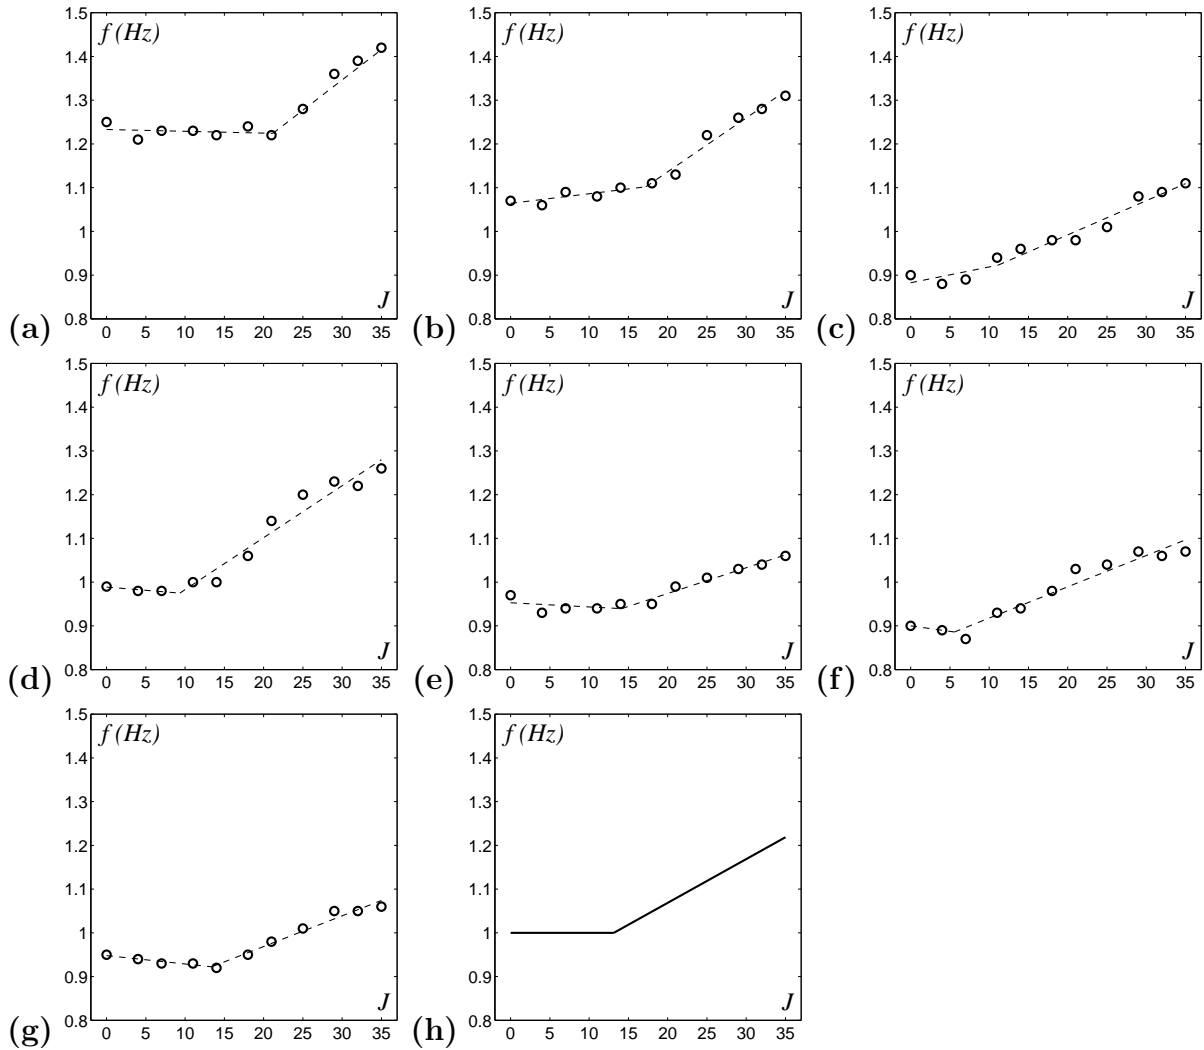 1.5 1.5 1.5
f (Hz) f (Hz) f (Hz)
1.4 1.4 1.4
1.3 1.3 1.3
1.2 1.2 1.2
1.1 1.1 1.1
1 1 1
0.9 0.9 0.9
J J J
(a) 0.8 (b) 0.8 (c) 0.8
0 5 10 15 20 25 30 35 0 5 10 15 20 25 30 35 0 5 10 15 20 25 30 35
1.5 1.5 1.5
f (Hz) f (Hz) f (Hz)
1.4 1.4 1.4
1.3 1.3 1.3
1.2 1.2 1.2
1.1 1.1 1.1
1 1 1
0.9 0.9 0.9
J J J
(d) 0.8 (e) 0.8 (f) 0.8
0 5 10 15 20 25 30 35 0 5 10 15 20 25 30 35 0 5 10 15 20 25 30 35
1.5 1.5
f (Hz) f (Hz)
1.4 1.4
1.3 1.3
1.2 1.2
1.1 1.1
1 1
0.9 0.9
J J
(g) 0.8 (h) 0.8
0 5 10 15 20 25 30 35 0 5 10 15 20 25 30 35